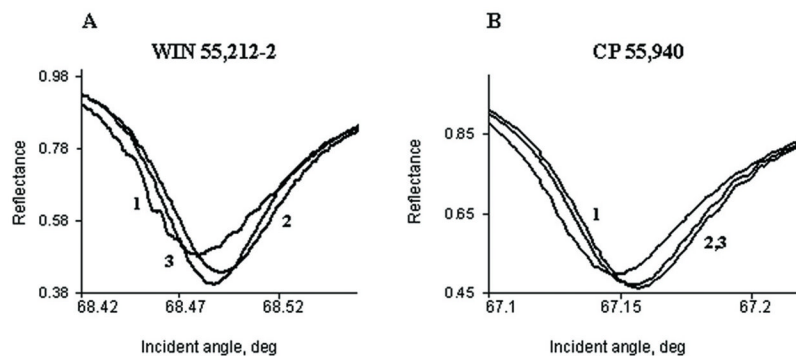 A
WIN 55,212-2
0.98
0.78
0.58
0.38
Reflectance
1
2
3
68.42
68.47
68.52
Incident angle, deg
B
CP 55,940
0.85
0.65
0.45
Reflectance
1
2,3
67.1
67.15
67.2
Incident angle, deg